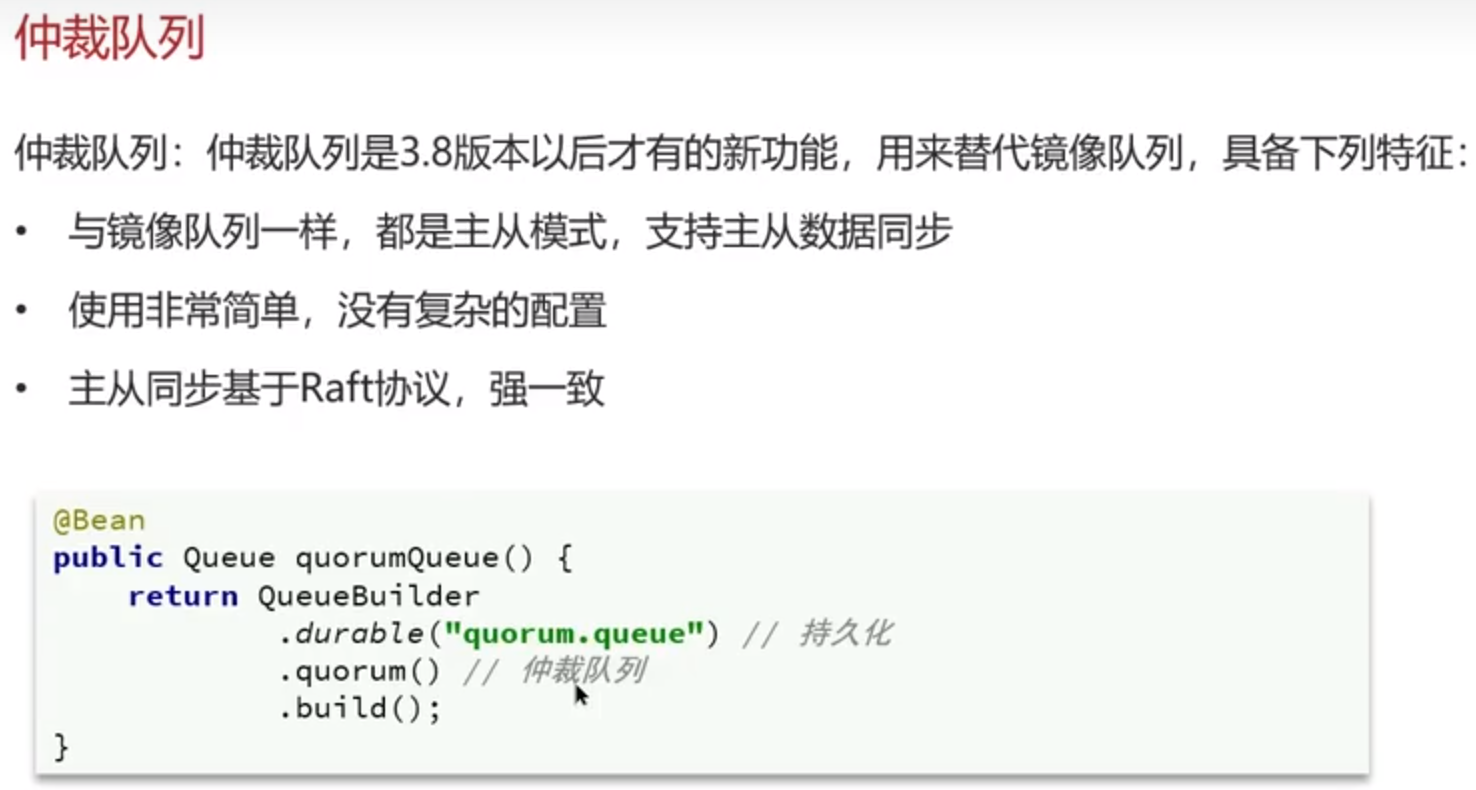 仲裁队列
仲裁队列：仲裁队列是3.8版本以后才有的新功能，用来替代镜像队列，具备下列特征：
• 与镜像队列一样，都是主从模式，支持主从数据同步
• 使用非常简单，没有复杂的配置
• 主从同步基于Raft协议，强一致
@Bean
public Queue quorumQueue() {
    return QueueBuilder
            .durable("quorum.queue") // 持久化
            .quorum() // 仲裁队列
            .build();
}